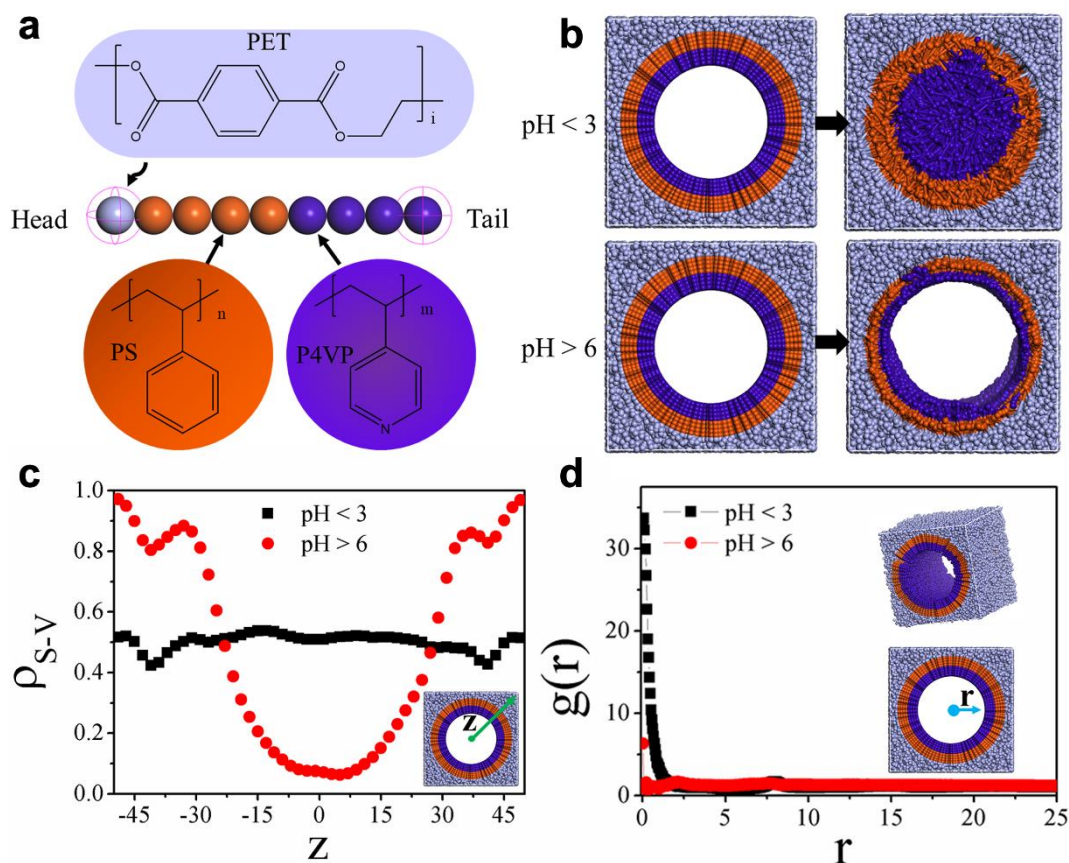 a
PET
O
O
O
O
i
Head
Tail
n
m
PS
P4VP
N
b
pH < 3
pH > 6
c
1.0
0.8
0.6
0.4
0.2
0.0
ρS-V
pH < 3
pH > 6
z
-45 -30 -15 0 15 30 45
z
d
30
20
10
0
g(r)
pH < 3
pH > 6
r
0 5 10 15 20 25
r